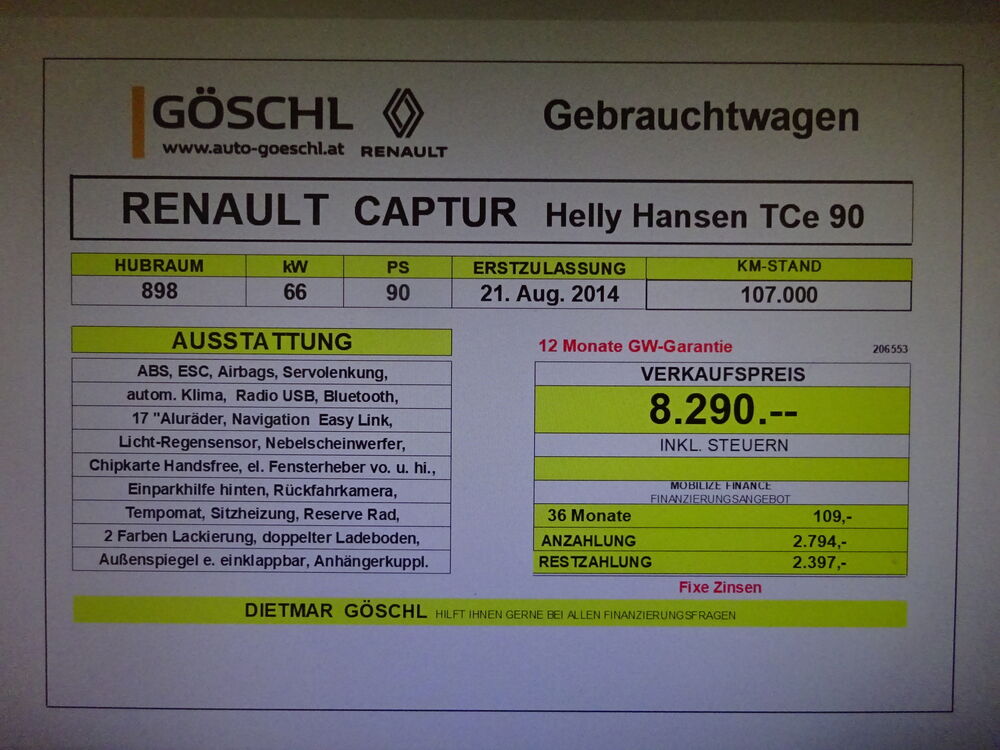 GÖSCHL
www.auto-goeschl.at
RENAULT
Gebrauchtwagen
RENAULT CAPTUR Helly Hansen TCe 90
HUBRAUM kW PS ERSTZULASSUNG KM-STAND
898 66 90 21. Aug. 2014 107.000
AUSSTATTUNG
ABS, ESC, Airbags, Servolenkung,
autom. Klima, Radio USB, Bluetooth,
17 "Aluräder, Navigation Easy Link,
Licht-Regensensor, Nebelscheinwerfer,
Chipkarte Handsfree, el. Fensterheber vo. u. hi.,
Einparkhilfe hinten, Rückfahrkamera,
Tempomat, Sitzheizung, Reserve Rad,
2 Farben Lackierung, doppelter Ladeboden,
Außenspiegel e. einklappbar, Anhängerkuppl.
12 Monate GW-Garantie 206553
VERKAUFSPREIS
8.290.--
INKL. STEUERN
MOBILIZE FINANCE
FINANZIERUNGSANGEBOT
36 Monate 109,-
ANZAHLUNG 2.794,-
RESTZAHLUNG 2.397,-
Fixe Zinsen
DIETMAR GÖSCHL HILFT IHNEN GERNE BEI ALLEN FINANZIERUNGSFRAGEN